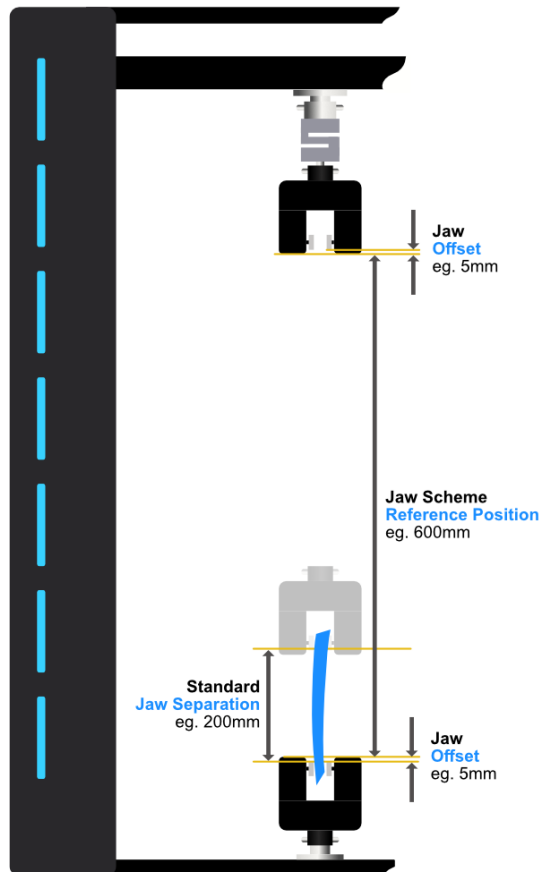 Jaw
Offset
eg. 5mm
Jaw Scheme
Reference Position
eg. 600mm
Standard
Jaw Separation
eg. 200mm
Jaw
Offset
eg. 5mm